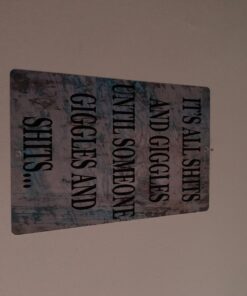 IT'S ALL SHITS
AND GIGGLES
UNTIL SOMEONE
GIGGLES AND
SHITS...